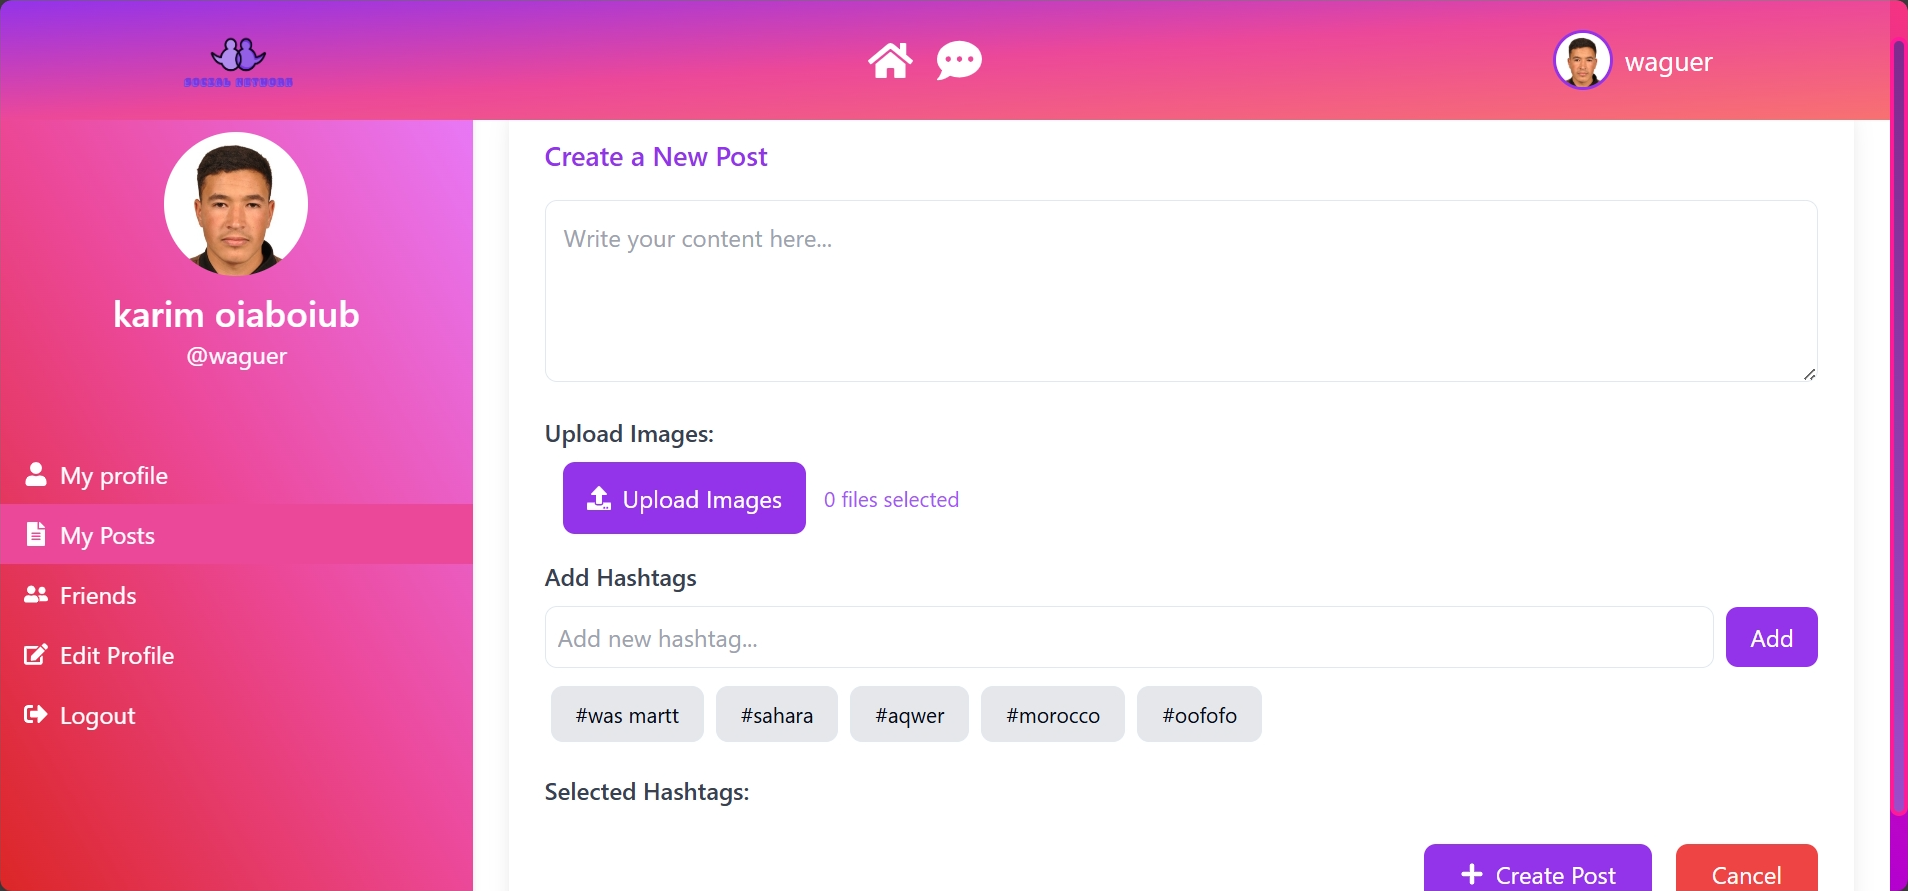 SOCIAL NETWORK
waguer
karim oiaboiub
@waguer
My profile
My Posts
Friends
Edit Profile
Logout
Create a New Post
Write your content here...
Upload Images:
Upload Images
0 files selected
Add Hashtags
Add new hashtag...
Add
#was martt
#sahara
#aqwer
#morocco
#oofofo
Selected Hashtags:
Create Post
Cancel